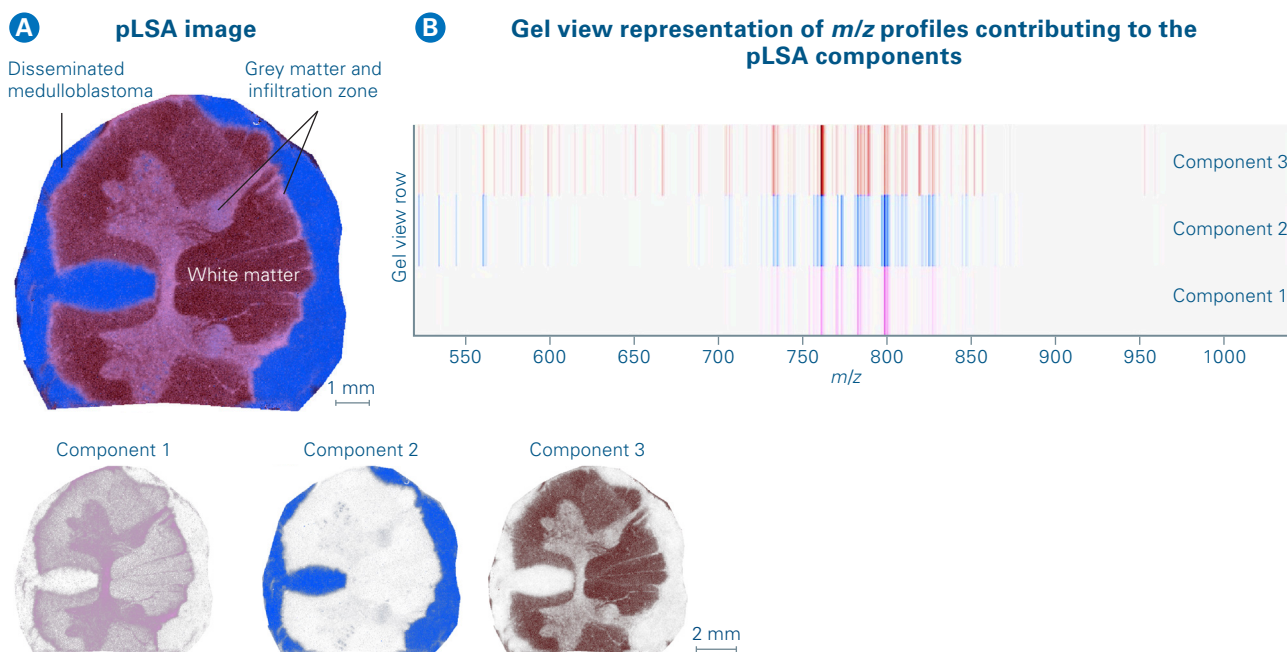 A
pLSA image
Disseminated
medulloblastoma
Grey matter and
infiltration zone
White matter
1 mm
B
Gel view representation of m/z profiles contributing to the
pLSA components
Gel view row
Component 3
Component 2
Component 1
550 600 650 700 750 800 850 900 950 1000
m/z
Component 1
Component 2
Component 3
2 mm